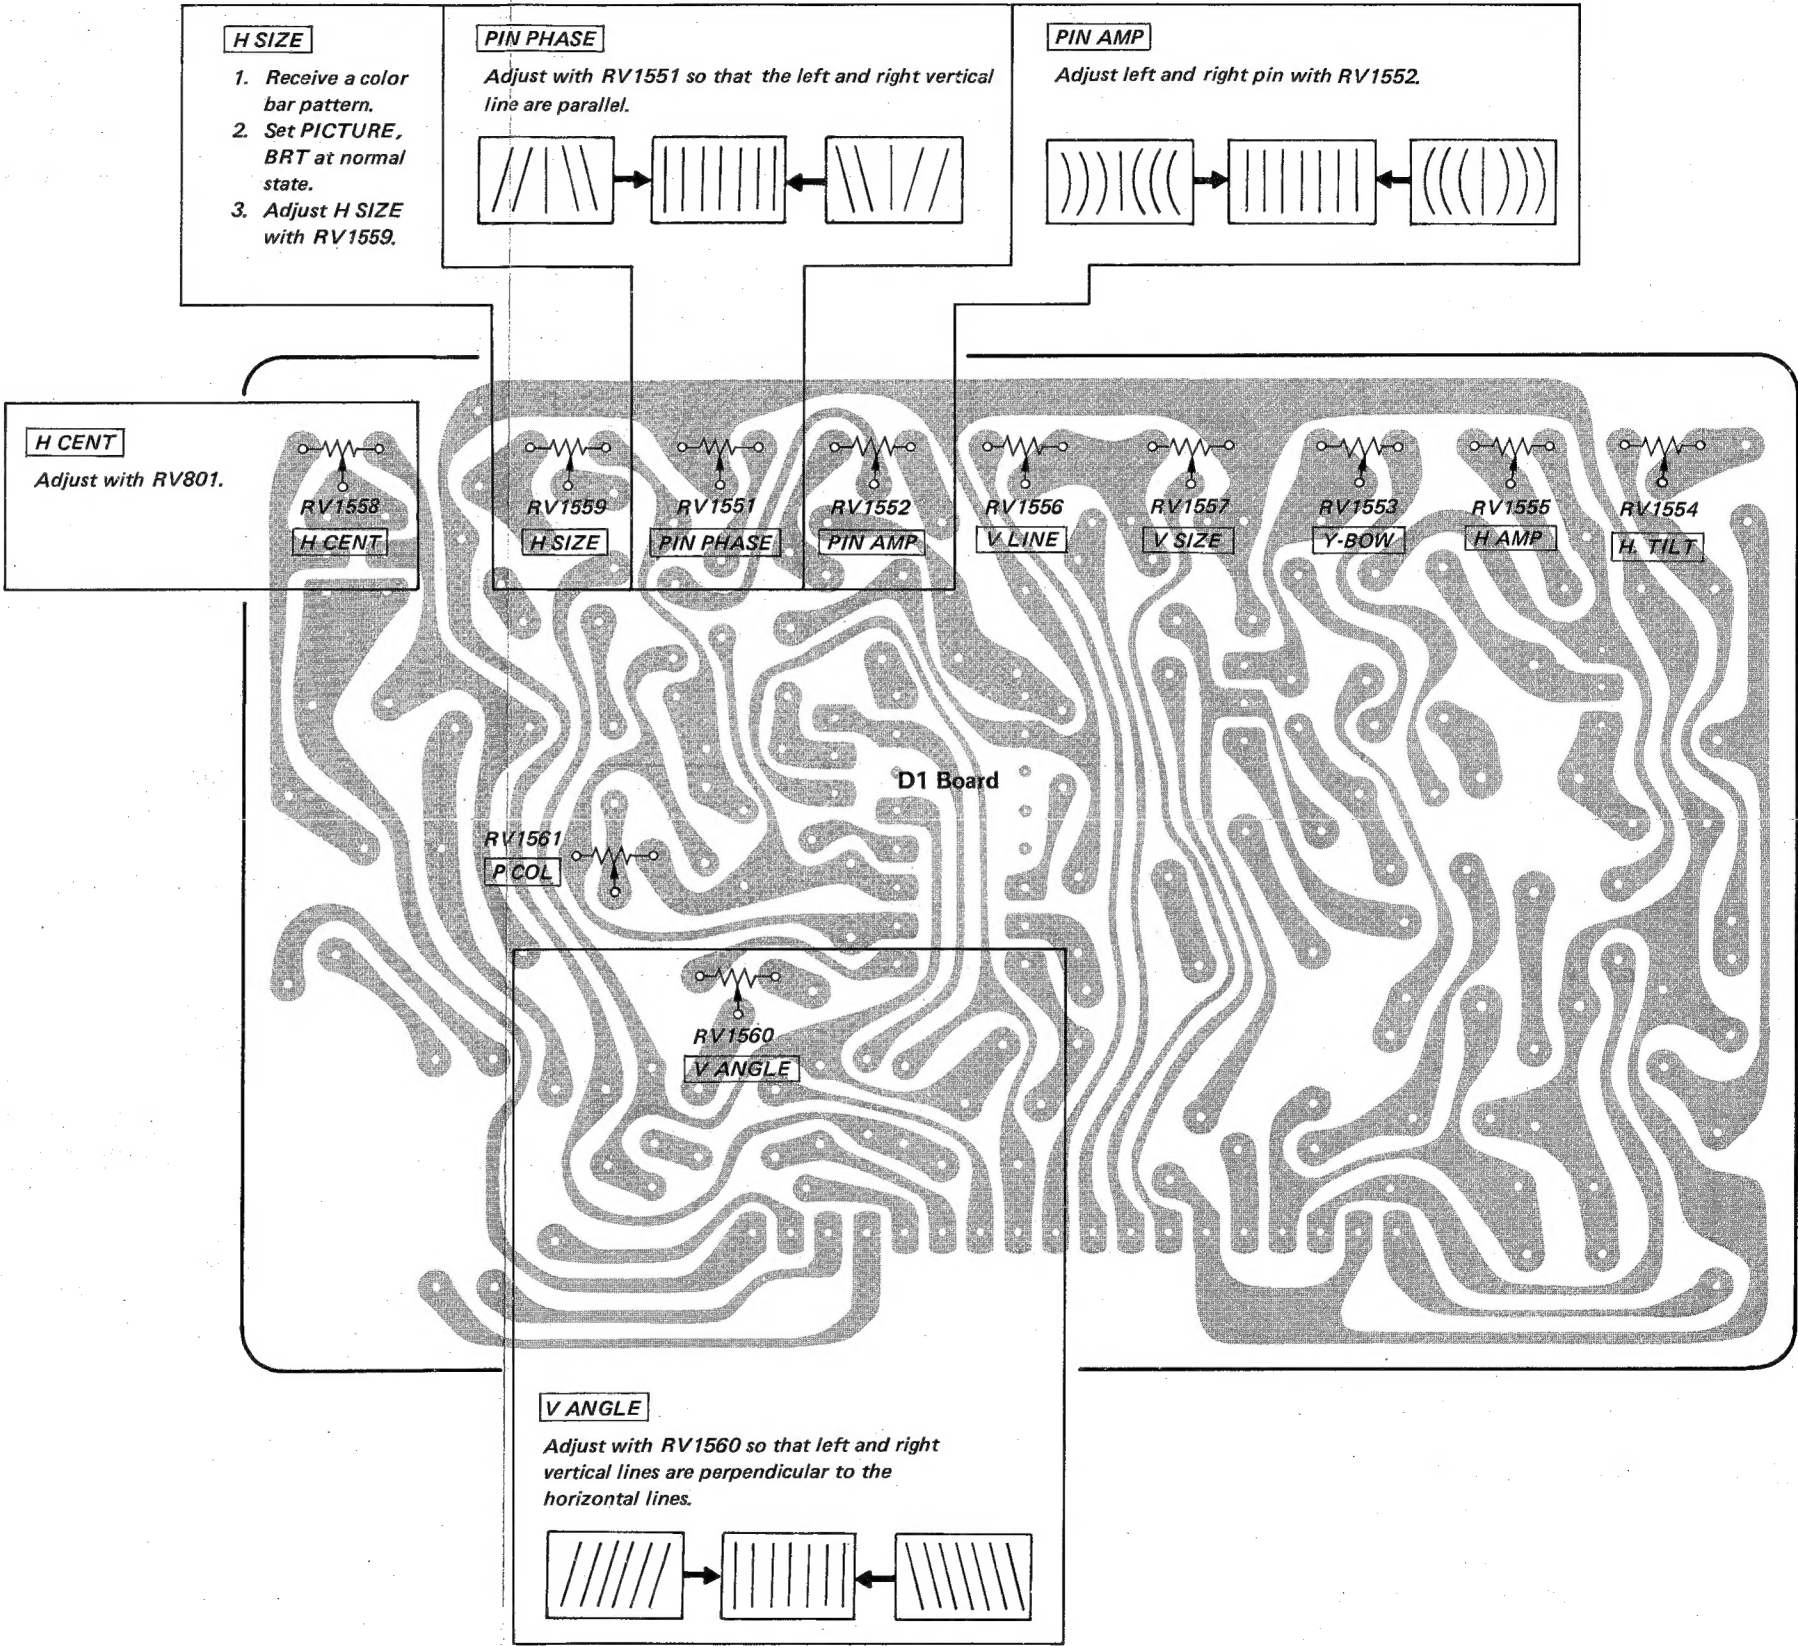 H SIZE
1. Receive a color
bar pattern.
2. Set PICTURE,
BRT at normal
state.
3. Adjust H SIZE
with RV1559.
PIN PHASE
Adjust with RV1551 so that the left and right vertical
line are parallel.
PIN AMP
Adjust left and right pin with RV1552.
H CENT
Adjust with RV801.
RV1558
H CENT
RV1559
H SIZE
RV1551
PIN PHASE
RV1552
PIN AMP
RV1556
V LINE
RV1557
V SIZE
RV1553
Y-BOW
RV1555
H AMP
RV1554
H. TILT
D1 Board
RV1561
P COL
RV1560
V ANGLE
V ANGLE
Adjust with RV1560 so that left and right
vertical lines are perpendicular to the
horizontal lines.